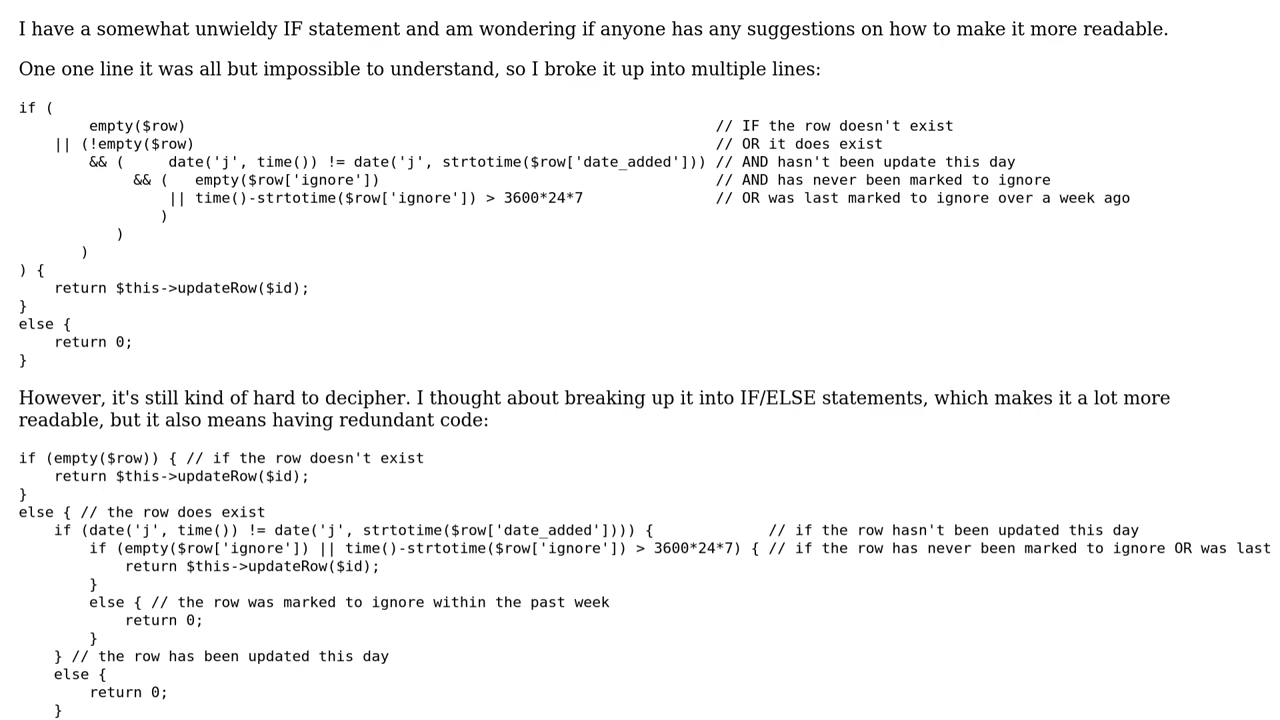 I have a somewhat unwieldy IF statement and am wondering if anyone has any suggestions on how to make it more readable.
One one line it was all but impossible to understand, so I broke it up into multiple lines:
if (
        empty($row)                                                            // IF the row doesn't exist
    || (!empty($row)                                                           // OR it does exist
        && (     date('j', time()) != date('j', strtotime($row['date_added'])) // AND hasn't been update this day
             && (   empty($row['ignore'])                                      // AND has never been marked to ignore
                 || time()-strtotime($row['ignore']) > 3600*24*7               // OR was last marked to ignore over a week ago
                )
           )
       )
) {
    return $this->updateRow($id);
}
else {
    return 0;
}
However, it's still kind of hard to decipher. I thought about breaking up it into IF/ELSE statements, which makes it a lot more
readable, but it also means having redundant code:
if (empty($row)) { // if the row doesn't exist
    return $this->updateRow($id);
}
else { // the row does exist
    if (date('j', time()) != date('j', strtotime($row['date_added']))) {             // if the row hasn't been updated this day
        if (empty($row['ignore']) || time()-strtotime($row['ignore']) > 3600*24*7) { // if the row has never been marked to ignore OR was last
            return $this->updateRow($id);
        }
        else { // the row was marked to ignore within the past week
            return 0;
        }
    } // the row has been updated this day
    else {
        return 0;
    }